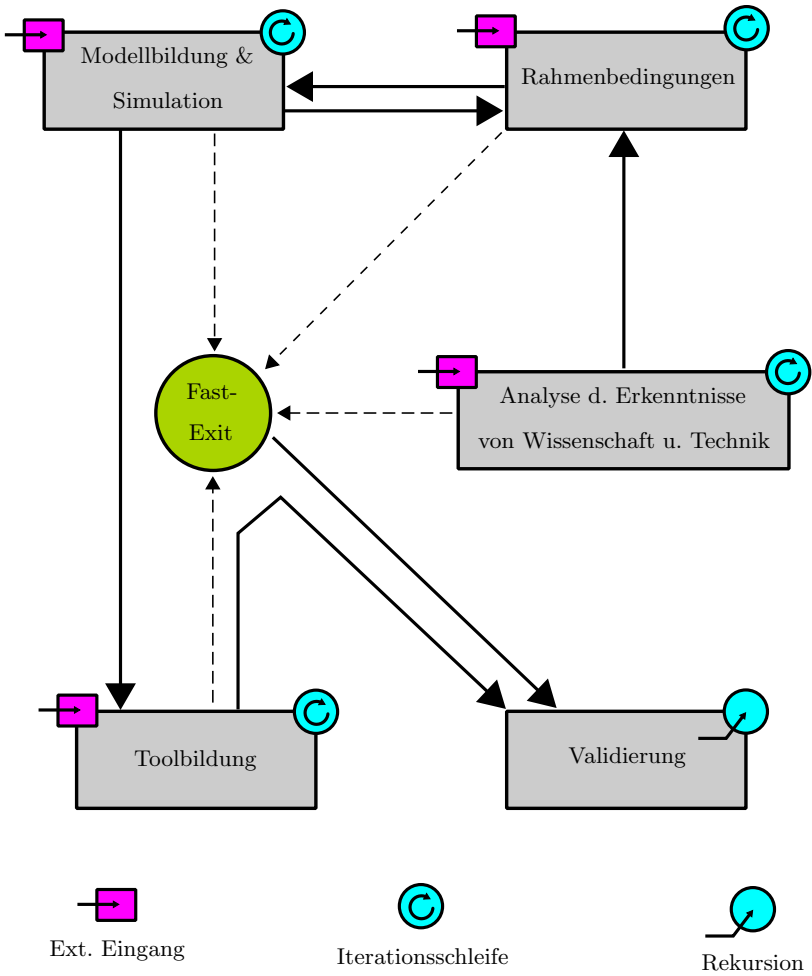 Modellbildung &
Simulation
Rahmenbedingungen
Fast-
Exit
Analyse d. Erkenntnisse
von Wissenschaft u. Technik
Toolbildung
Validierung
Ext. Eingang
Iterationsschleife
Rekursion